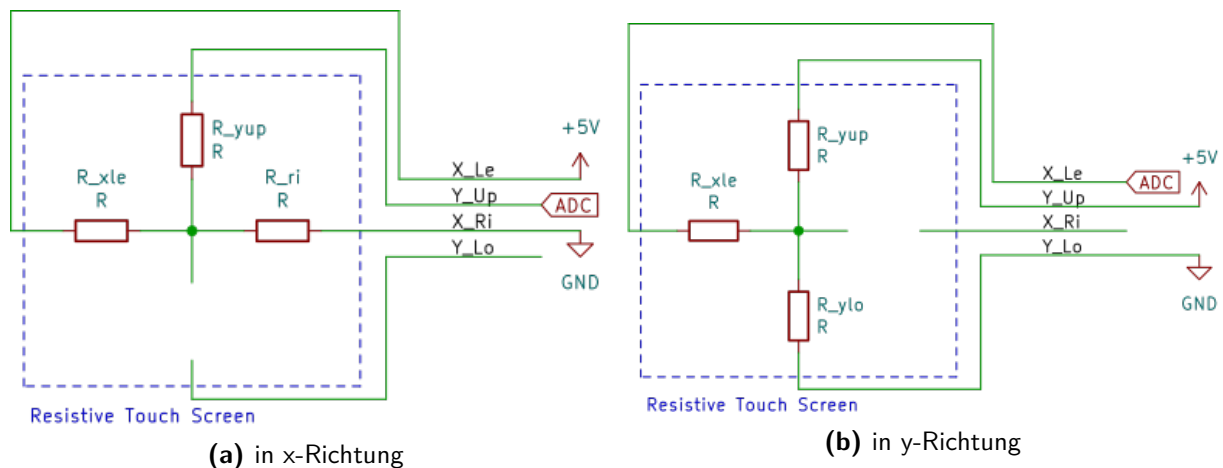 R_yup
R
R_xle
R
R_ri
R
+5V
X_Le
Y_Up
ADC
X_Ri
Y_Lo
GND
Resistive Touch Screen
(a) in x-Richtung
R_yup
R
R_xle
R
R_ylo
R
+5V
X_Le
ADC
Y_Up
X_Ri
Y_Lo
GND
Resistive Touch Screen
(b) in y-Richtung